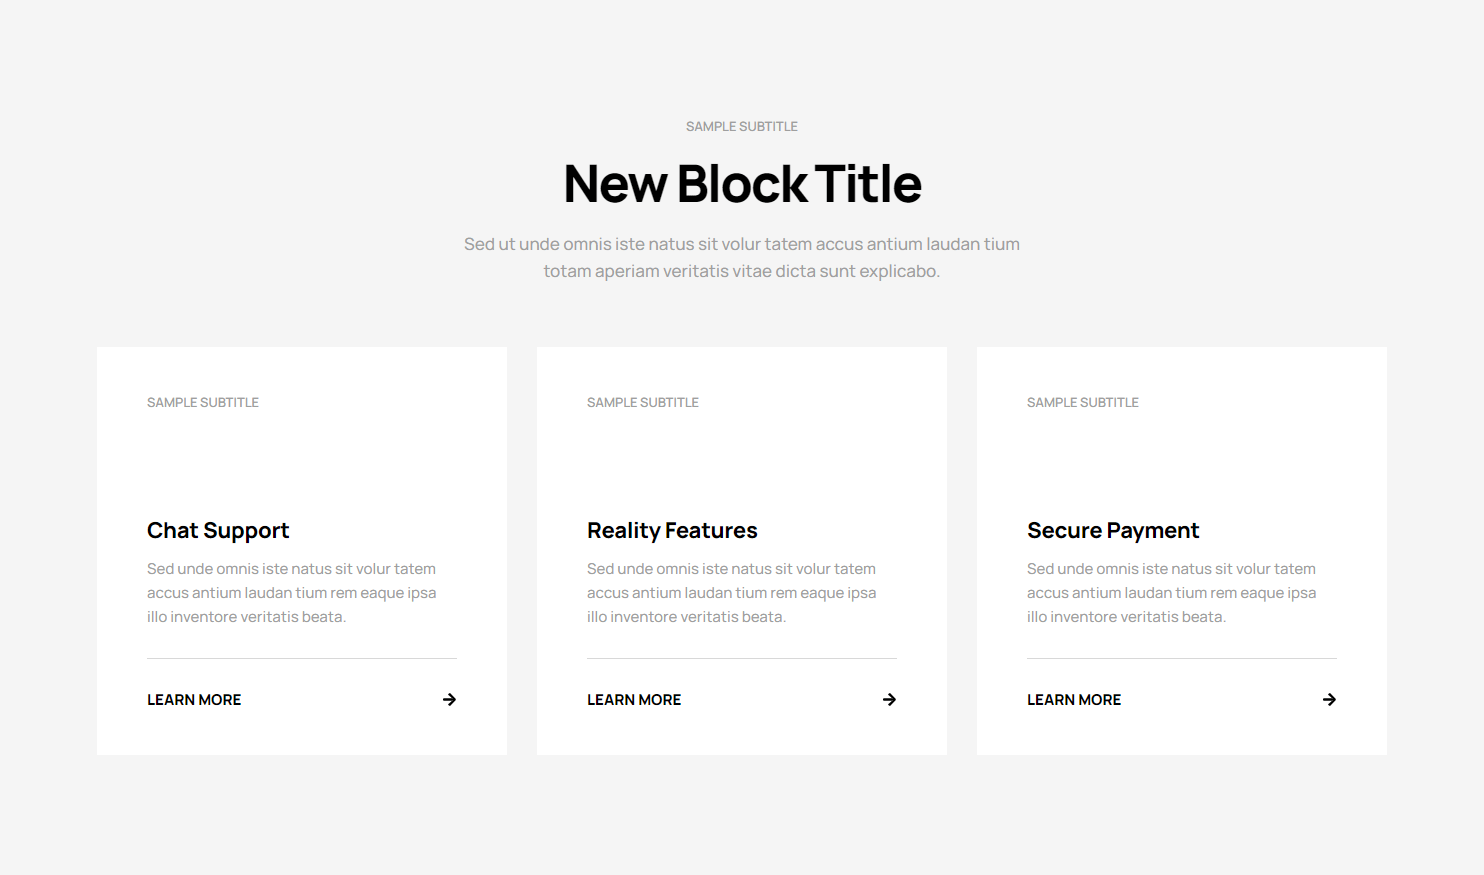 SAMPLE SUBTITLE
New Block Title
Sed ut unde omnis iste natus sit volur tatem accus antium laudan tium
totam aperiam veritatis vitae dicta sunt explicabo.
SAMPLE SUBTITLE
Chat Support
Sed unde omnis iste natus sit volur tatem
accus antium laudan tium rem eaque ipsa
illo inventore veritatis beata.
LEARN MORE
SAMPLE SUBTITLE
Reality Features
Sed unde omnis iste natus sit volur tatem
accus antium laudan tium rem eaque ipsa
illo inventore veritatis beata.
LEARN MORE
SAMPLE SUBTITLE
Secure Payment
Sed unde omnis iste natus sit volur tatem
accus antium laudan tium rem eaque ipsa
illo inventore veritatis beata.
LEARN MORE